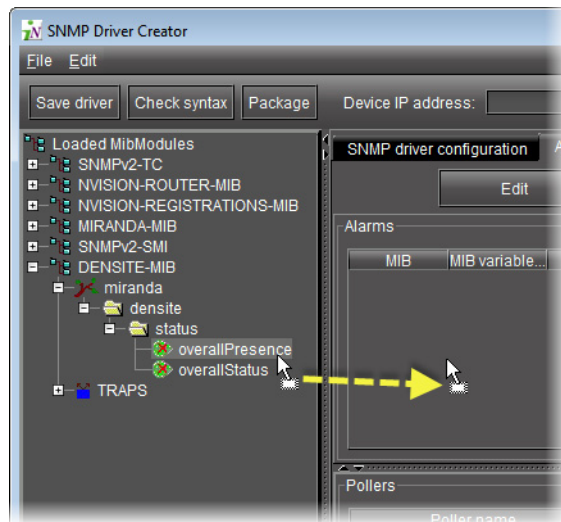 SNMP Driver Creator
File Edit
Save driver Check syntax Package Device IP address:
Loaded MibModules
SNMPv2-TC
NVISION-ROUTER-MIB
NVISION-REGISTRATIONS-MIB
MIRANDA-MIB
SNMPv2-SMI
DENSITE-MIB
miranda
densite
status
overallPresence
overallStatus
TRAPS
SNMP driver configuration A
Edit
Alarms
MIB MIB variable...
Pollers
Poller name